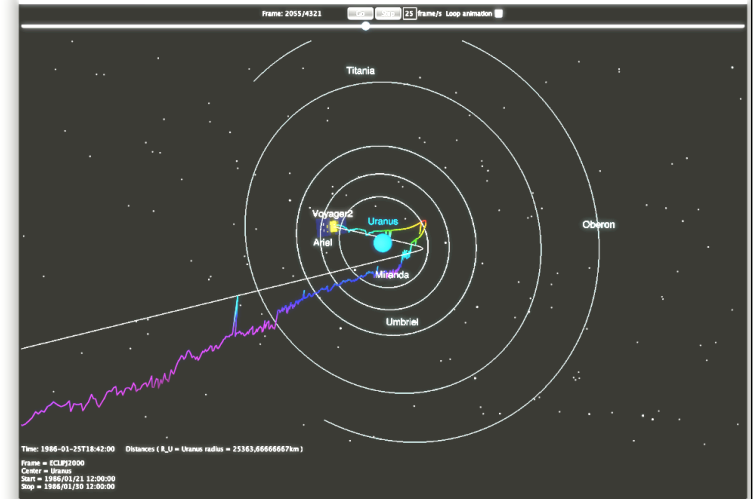 Frame: 2055/4321 25 frame/s Loop animation
Titania
Voyager2
Uranus
Oberon
Ariel
Miranda
Umbriel
Time: 1986-01-25T18:42:00 Distances ( R_U = Uranus radius = 25363,66666667km )
Frame = ECLIPJ2000
Center = Uranus
Start = 1986/01/21 12:00:00
Stop = 1986/01/30 12:00:00